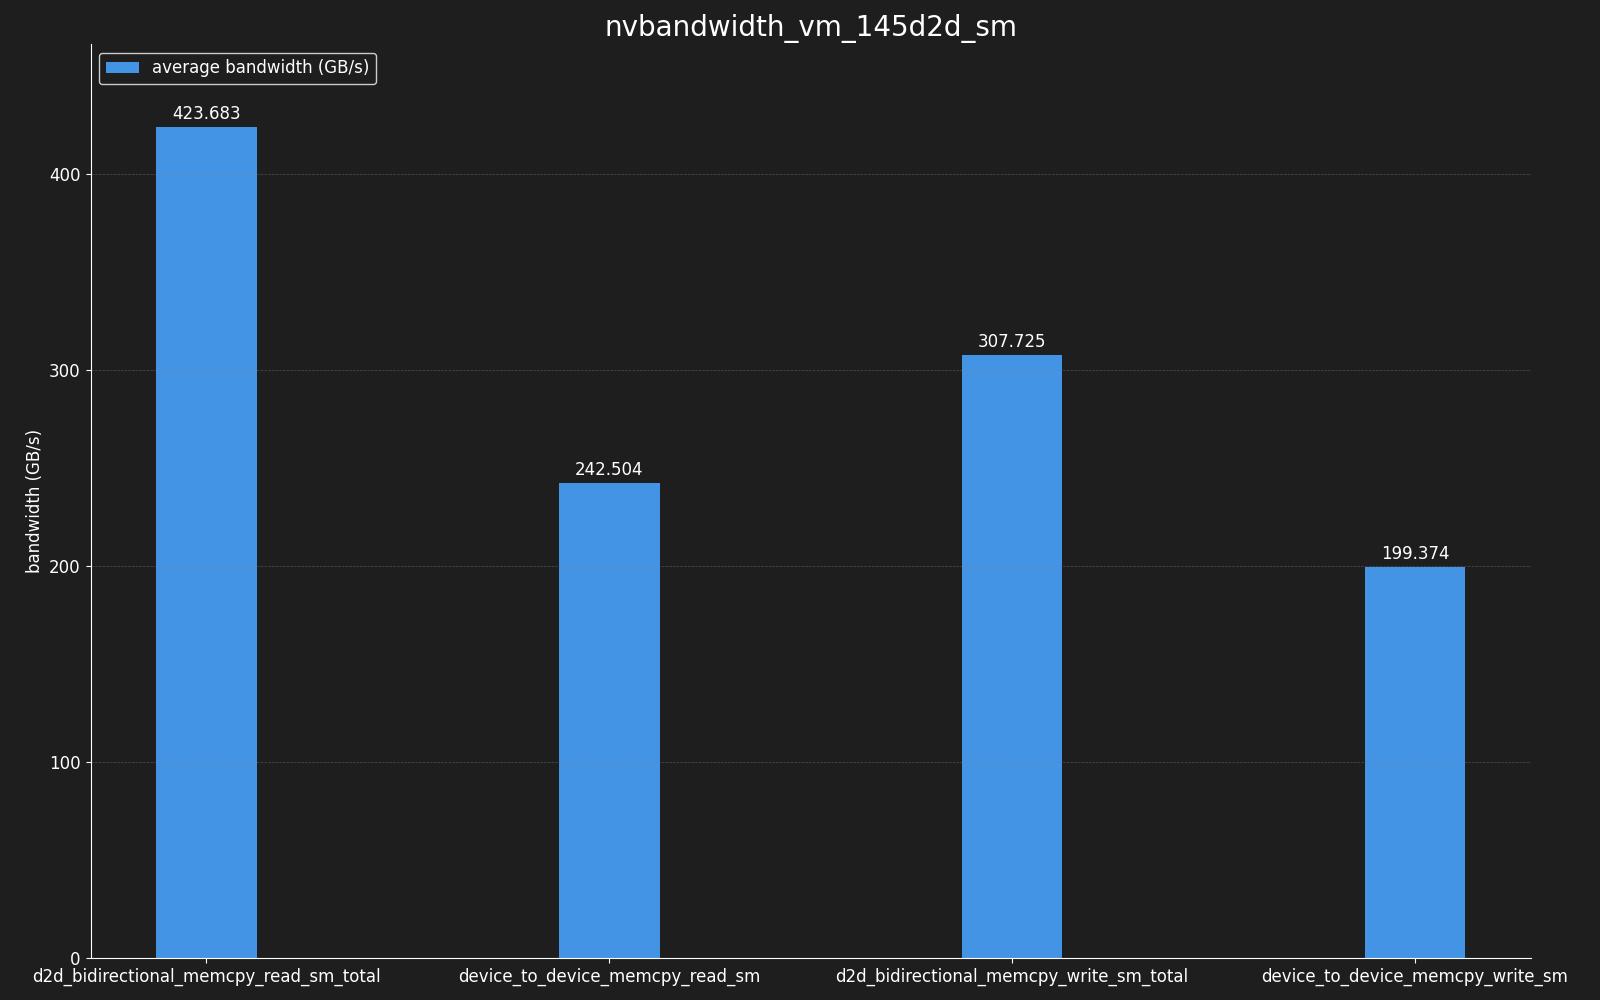 nvbandwidth_vm_145d2d_sm
average bandwidth (GB/s)
423.683
400
307.725
300
242.504
bandwidth (GB/s)
199.374
200
100
0
d2d_bidirectional_memcpy_read_sm_total
device_to_device_memcpy_read_sm
d2d_bidirectional_memcpy_write_sm_total
device_to_device_memcpy_write_sm